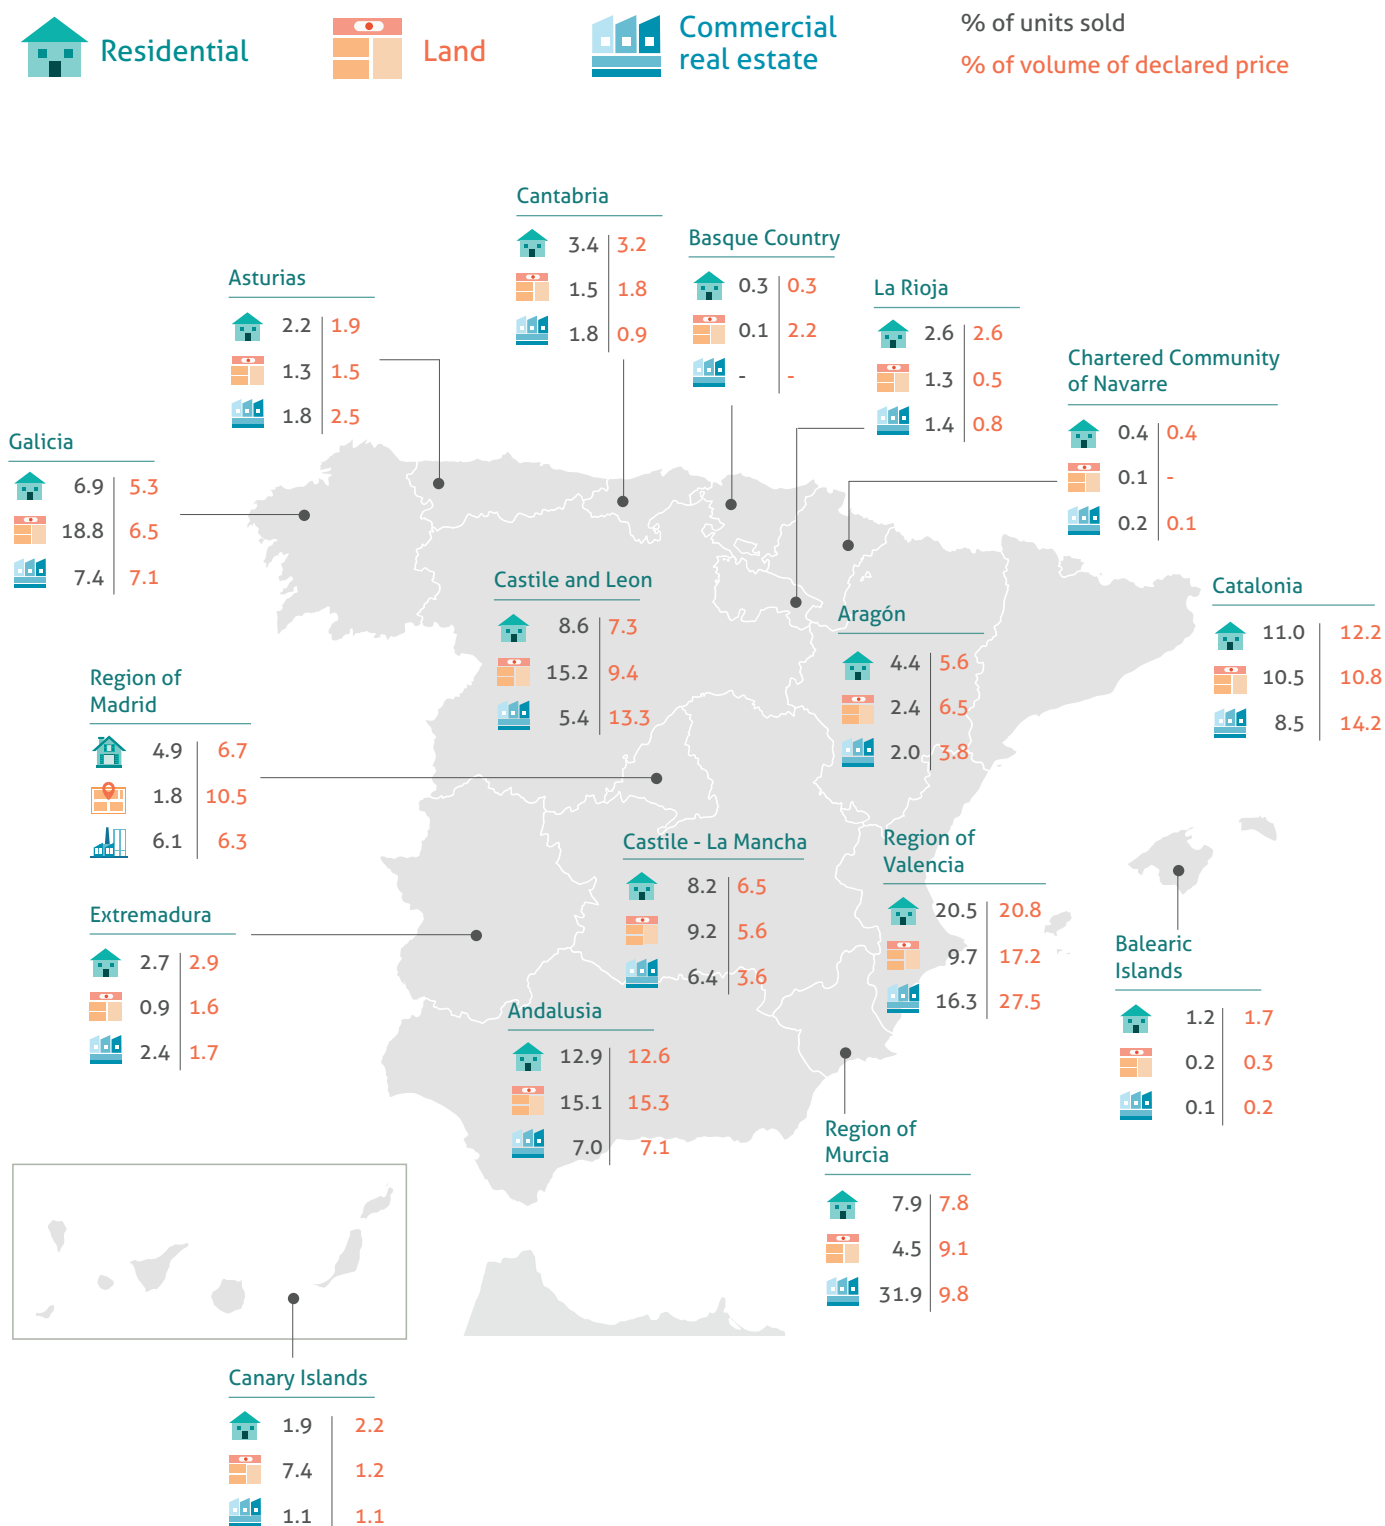 Residential
Land
Commercial
real estate
% of units sold
% of volume of declared price
Cantabria
3.4 3.2
1.5 1.8
1.8 0.9
Basque Country
0.3 0.3
0.1 2.2
- -
Asturias
2.2 1.9
1.3 1.5
1.8 2.5
La Rioja
2.6 2.6
1.3 0.5
1.4 0.8
Chartered Community
of Navarre
0.4 0.4
0.1 -
0.2 0.1
Galicia
6.9 5.3
18.8 6.5
7.4 7.1
Castile and Leon
8.6 7.3
15.2 9.4
5.4 13.3
Aragón
4.4 5.6
2.4 6.5
2.0 3.8
Catalonia
11.0 12.2
10.5 10.8
8.5 14.2
Region of
Madrid
4.9 6.7
1.8 10.5
6.1 6.3
Castile - La Mancha
8.2 6.5
9.2 5.6
6.4 3.6
Region of
Valencia
20.5 20.8
9.7 17.2
16.3 27.5
Extremadura
2.7 2.9
0.9 1.6
2.4 1.7
Balearic
Islands
1.2 1.7
0.2 0.3
0.1 0.2
Andalusia
12.9 12.6
15.1 15.3
7.0 7.1
Region of
Murcia
7.9 7.8
4.5 9.1
31.9 9.8
Canary Islands
1.9 2.2
7.4 1.2
1.1 1.1